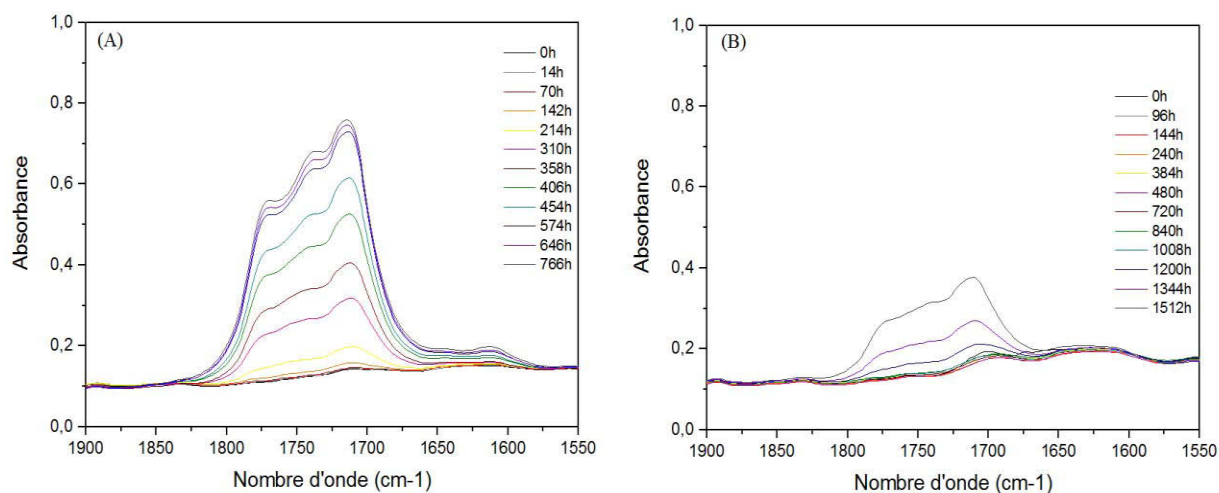 (A)
1,0
0,8
0,6
0,4
0,2
0,0
Absorbance
0h
14h
70h
142h
214h
310h
358h
406h
454h
574h
646h
766h
1900 1850 1800 1750 1700 1650 1600 1550
Nombre d'onde (cm-1)
(B)
1,0
0,8
0,6
0,4
0,2
0,0
Absorbance
0h
96h
144h
240h
384h
480h
720h
840h
1008h
1200h
1344h
1512h
1900 1850 1800 1750 1700 1650 1600 1550
Nombre d'onde (cm-1)